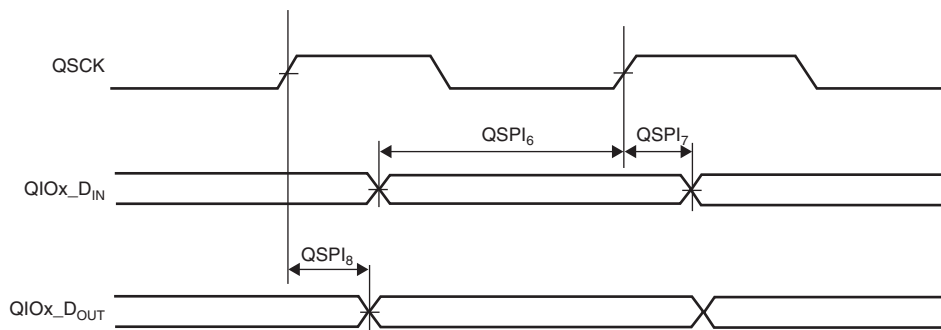 QSCK
QSPI₆ QSPI₇
QIOx_DIN
QSPI₈
QIOx_DOUT